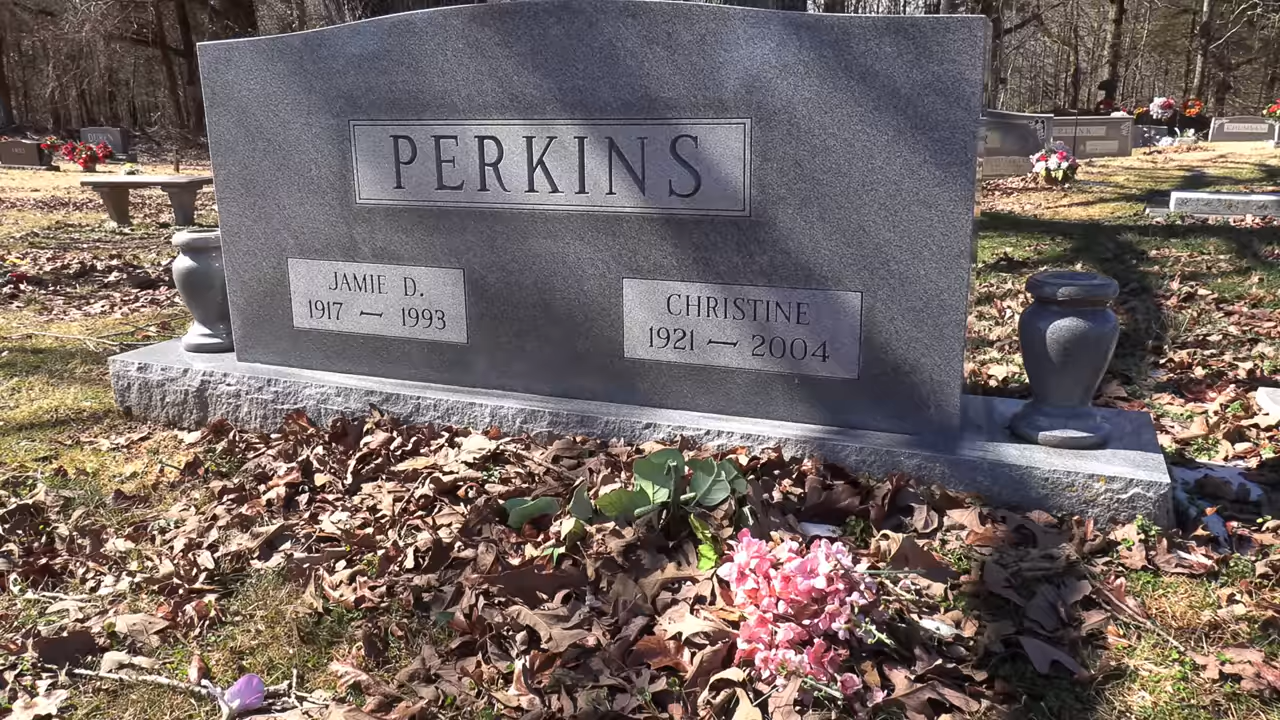 PERKINS
JAMIE D.
1917 — 1993
CHRISTINE
1921 — 2004